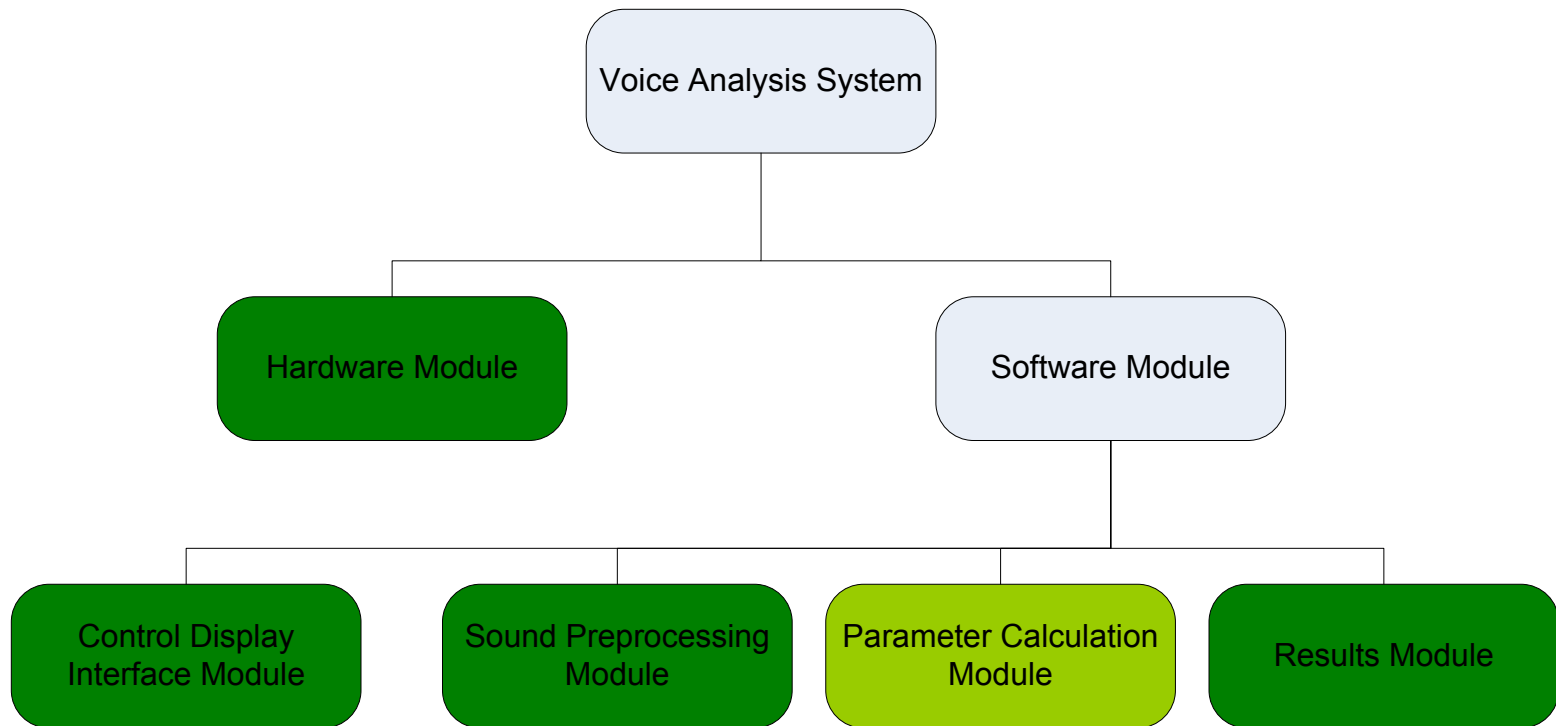 Voice Analysis System
Hardware Module
Software Module
Control Display
Interface Module
Sound Preprocessing
Module
Parameter Calculation
Module
Results Module